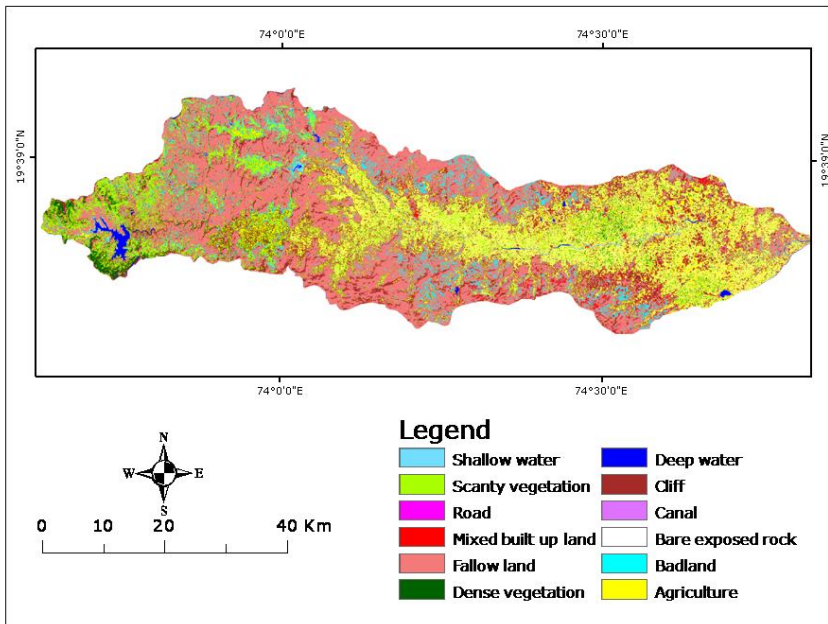 74°0'0"E 74°30'0"E
19°39'0"N 19°39'0"N
74°0'0"E 74°30'0"E
Legend
Shallow water Deep water
Scanty vegetation Cliff
Road Canal
Mixed built up land Bare exposed rock
Fallow land Badland
Dense vegetation Agriculture
N
W E
S
0 10 20 40 Km